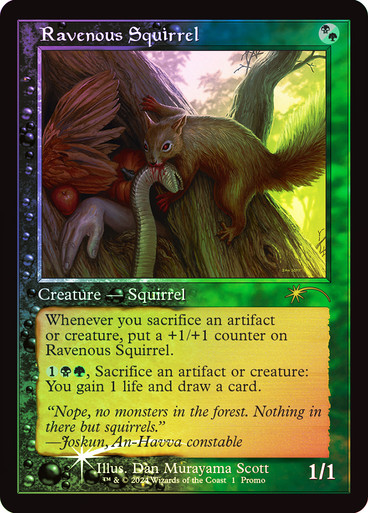 Ravenous Squirrel
Creature — Squirrel
Whenever you sacrifice an artifact
or creature, put a +1/+1 counter on
Ravenous Squirrel.
1, Sacrifice an artifact or creature:
You gain 1 life and draw a card.
"Nope, no monsters in the forest. Nothing in
there but squirrels."
—Joskun, An-Havva constable
Illus. Dan Murayama Scott
1/1
™ & © 2024 Wizards of the Coast 1 Promo